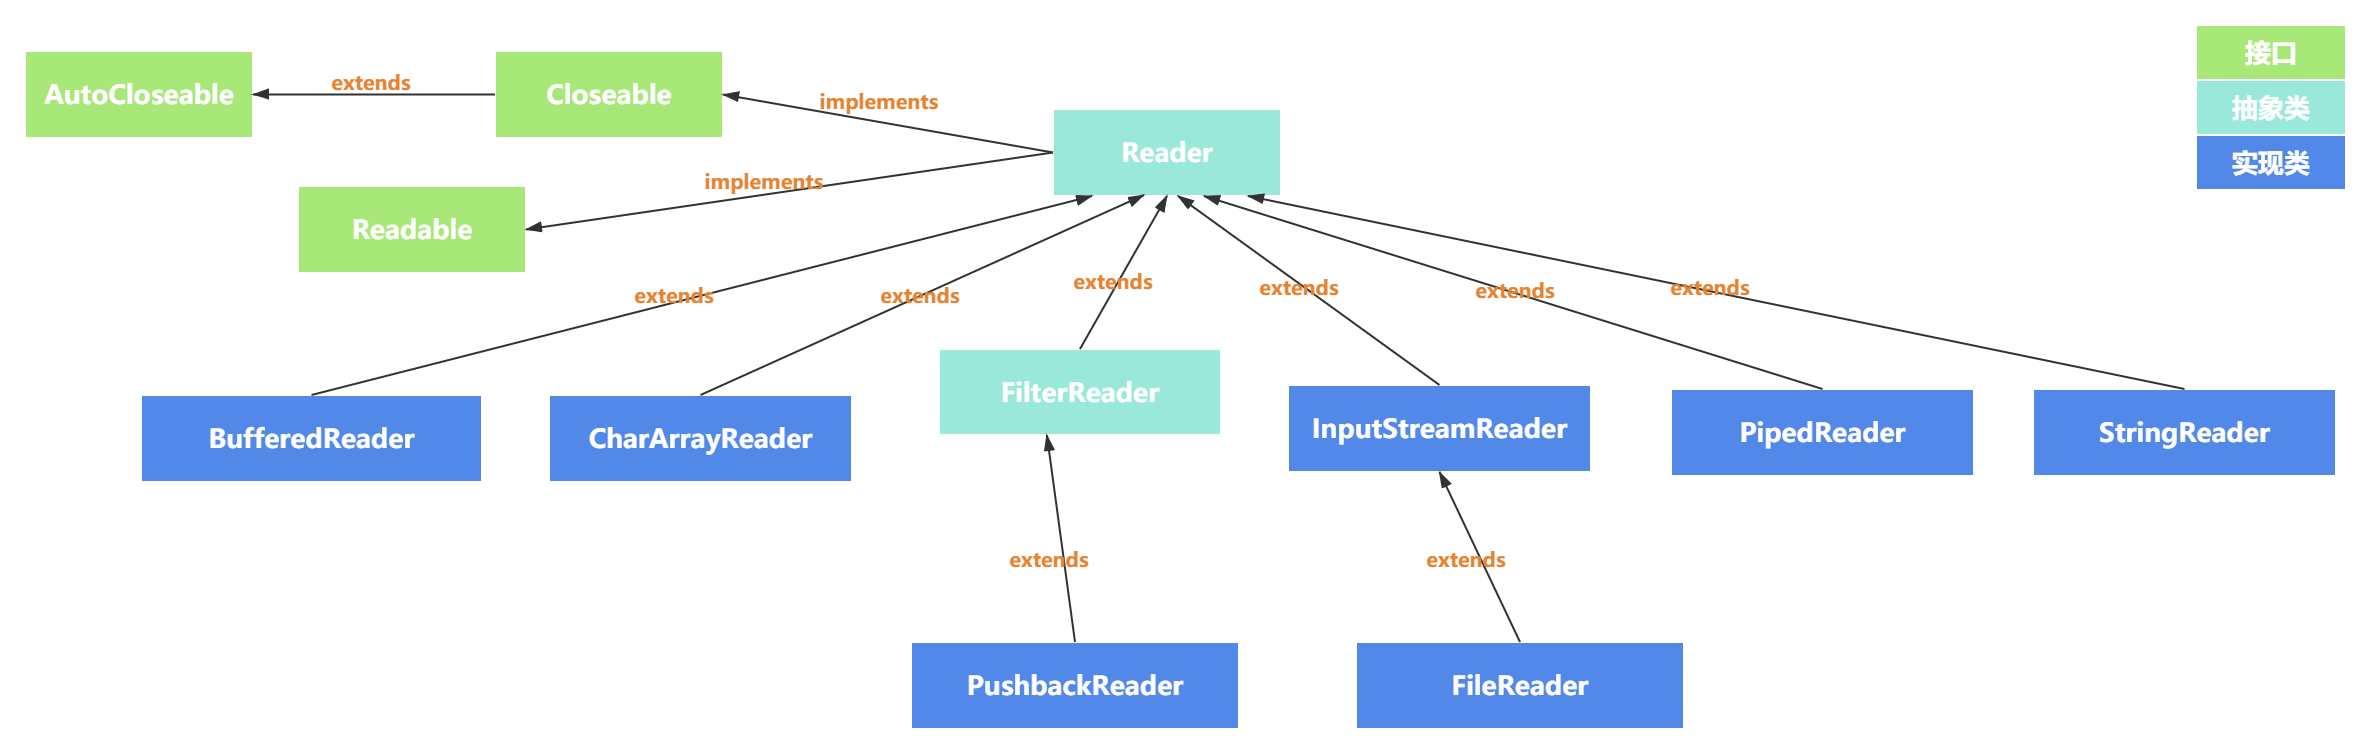 AutoCloseable
extends
Closeable
implements
Reader
接口
抽象类
实现类
implements
Readable
extends
extends
extends
extends
extends
extends
BufferedReader
CharArrayReader
FilterReader
InputStreamReader
PipedReader
StringReader
extends
extends
PushbackReader
FileReader